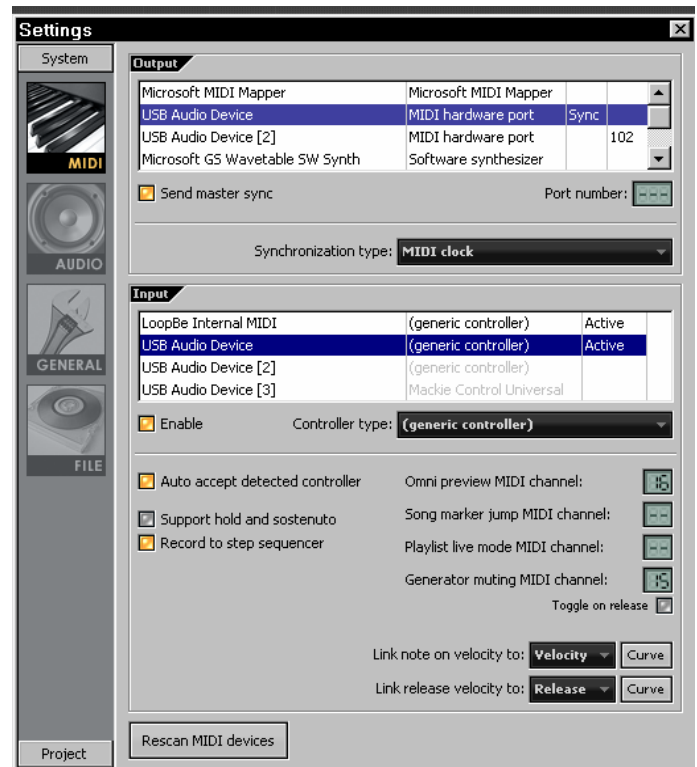 Settings
System
MIDI
AUDIO
GENERAL
FILE
Project
Output
Microsoft MIDI Mapper Microsoft MIDI Mapper
USB Audio Device MIDI hardware port Sync
USB Audio Device [2] MIDI hardware port 102
Microsoft GS Wavetable SW Synth Software synthesizer
Send master sync Port number: ---
Synchronization type: MIDI clock
Input
LoopBe Internal MIDI (generic controller) Active
USB Audio Device (generic controller) Active
USB Audio Device [2] (generic controller)
USB Audio Device [3] Mackie Control Universal
Enable Controller type: (generic controller)
Auto accept detected controller Omni preview MIDI channel: 16
Support hold and sostenuto Song marker jump MIDI channel: --
Record to step sequencer Playlist live mode MIDI channel: --
Generator muting MIDI channel: 15
Toggle on release
Link note on velocity to: Velocity Curve
Link release velocity to: Release Curve
Rescan MIDI devices